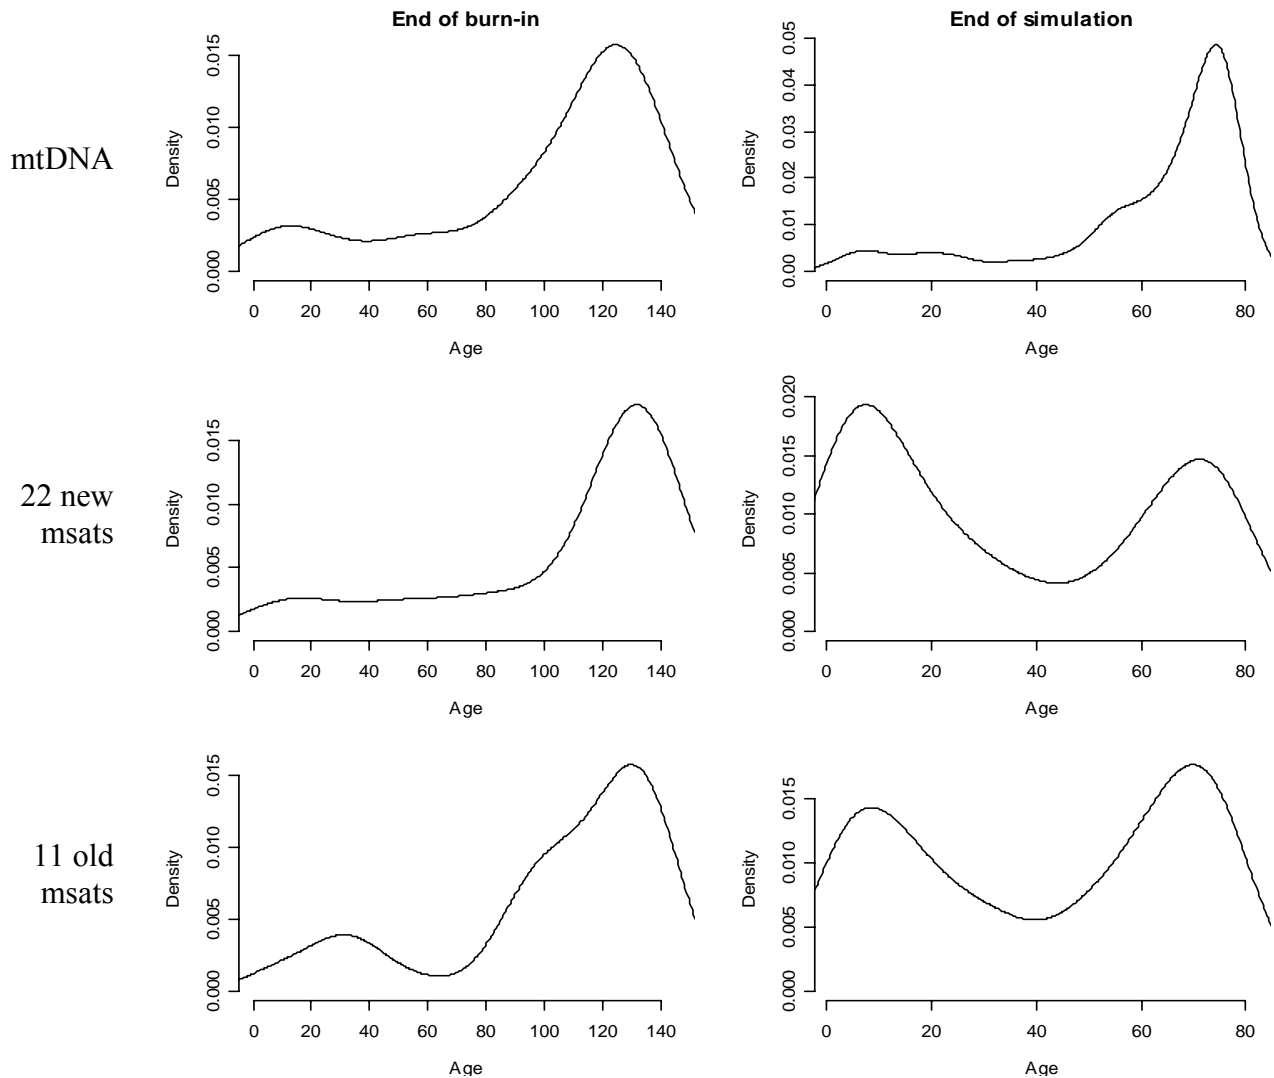 End of burn-in
End of simulation
mtDNA
Density
0.000 0.005 0.010 0.015
0 20 40 60 80 100 120 140
Age
Density
0.00 0.01 0.02 0.03 0.04 0.05
0 20 40 60 80
Age
22 new
msats
Density
0.000 0.005 0.010 0.015
0 20 40 60 80 100 120 140
Age
Density
0.000 0.005 0.010 0.015 0.020
0 20 40 60 80
Age
11 old
msats
Density
0.000 0.005 0.010 0.015
0 20 40 60 80 100 120 140
Age
Density
0.000 0.005 0.010 0.015
0 20 40 60 80
Age